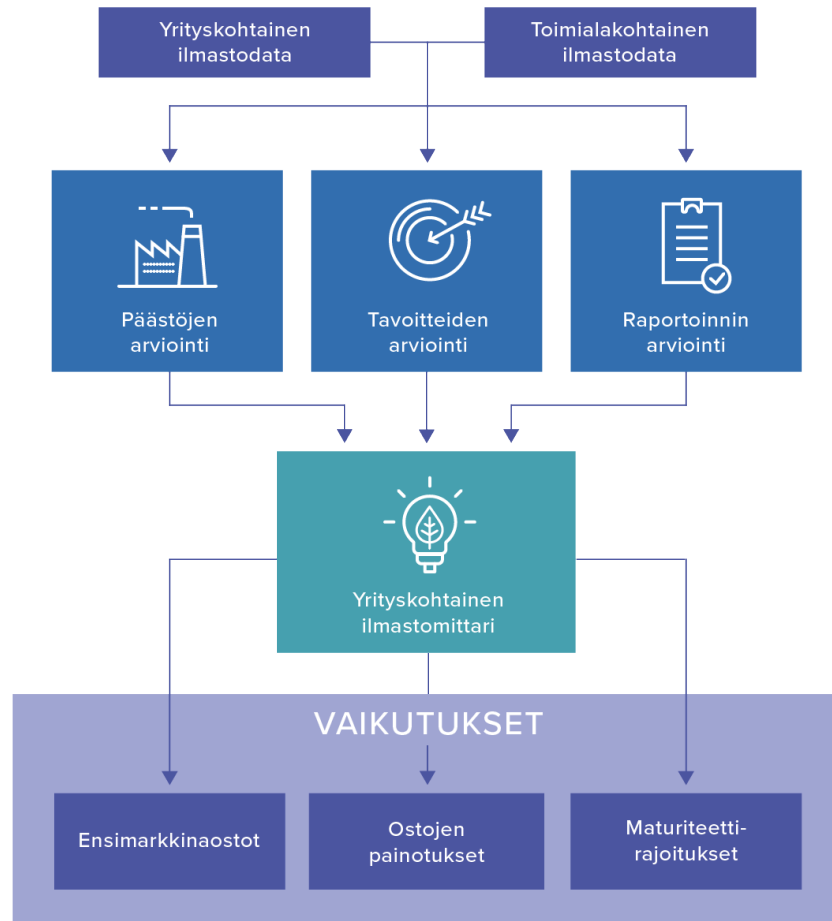 Yrityskohtainen
ilmastodata
Toimialakohtainen
ilmastodata
Päästöjen
arviointi
Tavoitteiden
arviointi
Raportoinnin
arviointi
Yrityskohtainen
ilmastomittari
VAIKUTUKSET
Ensimarkkinaostot
Ostojen
painotukset
Maturiteetti-
rajoitukset